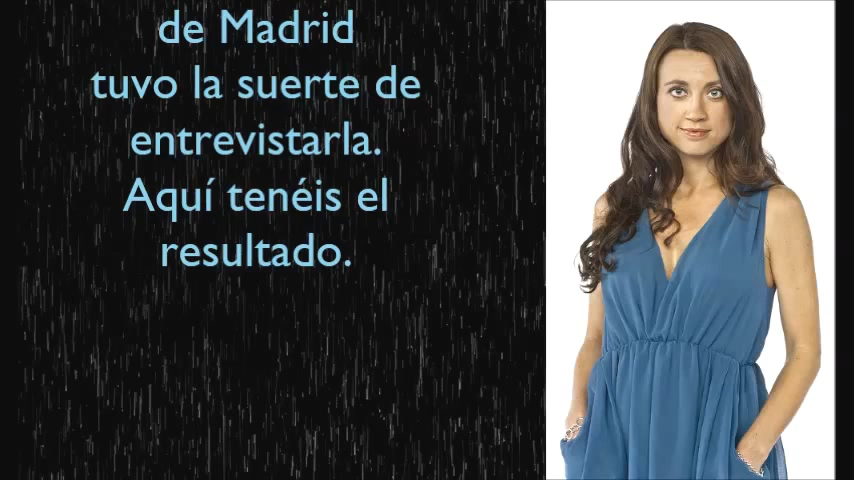 de Madrid
tuvo la suerte de
entrevistarla.
Aquí tenéis el
resultado.